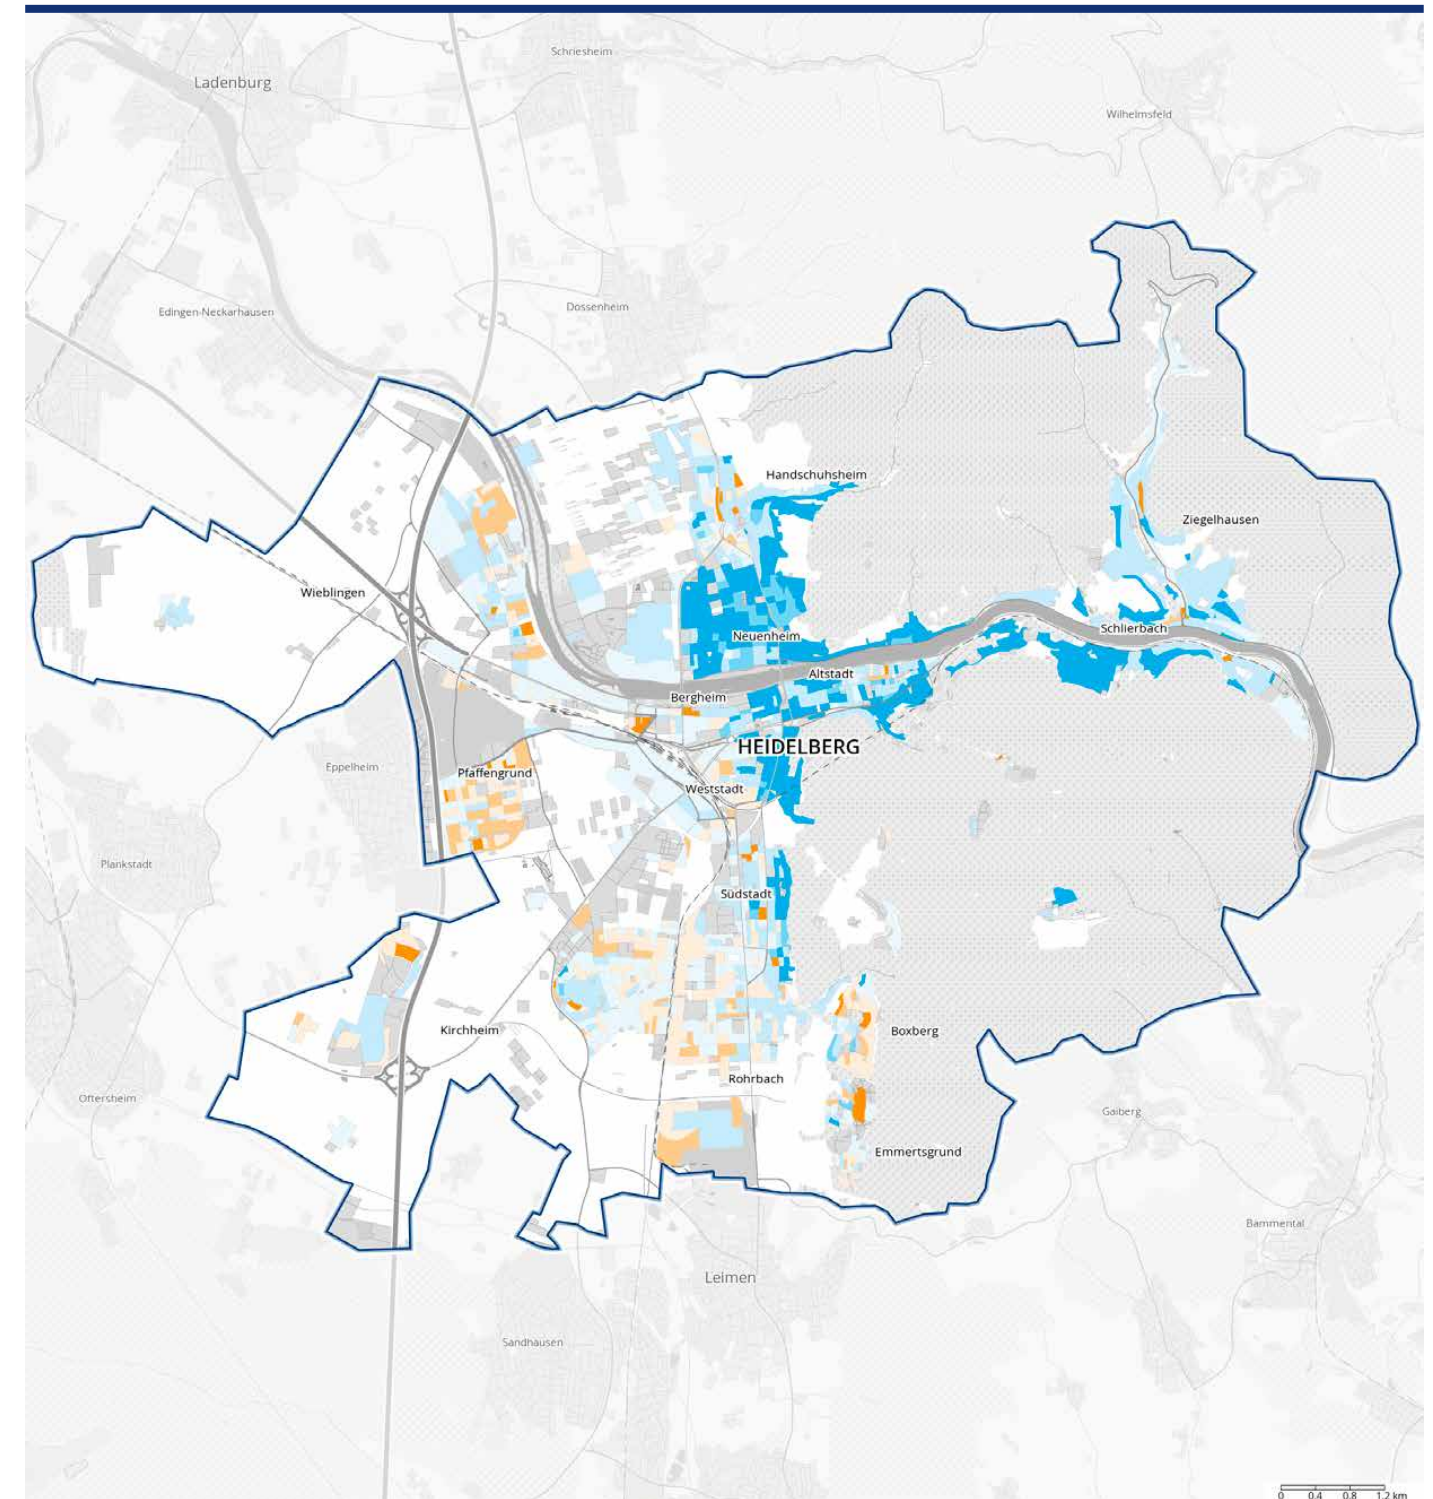 Schriesheim
Ladenburg
Wilhelmsfeld
Dossenheim
Edingen-Neckarhausen
Handschuhsheim
Ziegelhausen
Wieblingen
Schlierbach
Neuenheim
Altstadt
Bergheim
HEIDELBERG
Eppelheim
Pfaffengrund
Weststadt
Plankstadt
Südstadt
Kirchheim
Boxberg
Rohrbach
Oftersheim
Gaiberg
Emmertsgrund
Bammental
Leimen
Sandhausen
0 0.4 0.8 1.2 km